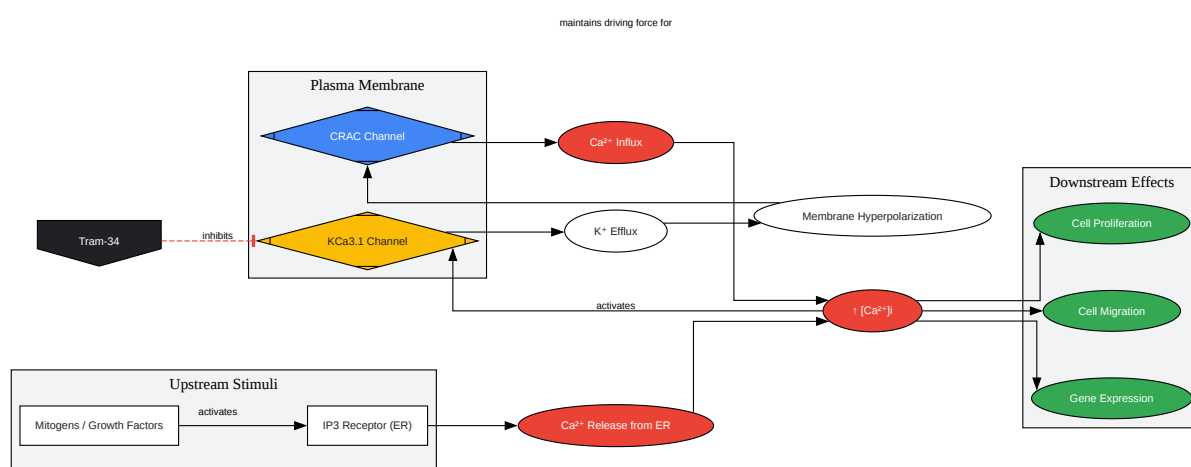 maintains driving force for
Plasma Membrane
CRAC Channel
Ca²⁺ Influx
Downstream Effects
Membrane Hyperpolarization
Cell Proliferation
Tram-34
inhibits
KCa3.1 Channel
K⁺ Efflux
activates
↑ [Ca²⁺]i
Cell Migration
Upstream Stimuli
Gene Expression
Mitogens / Growth Factors
activates
IP3 Receptor (ER)
Ca²⁺ Release from ER